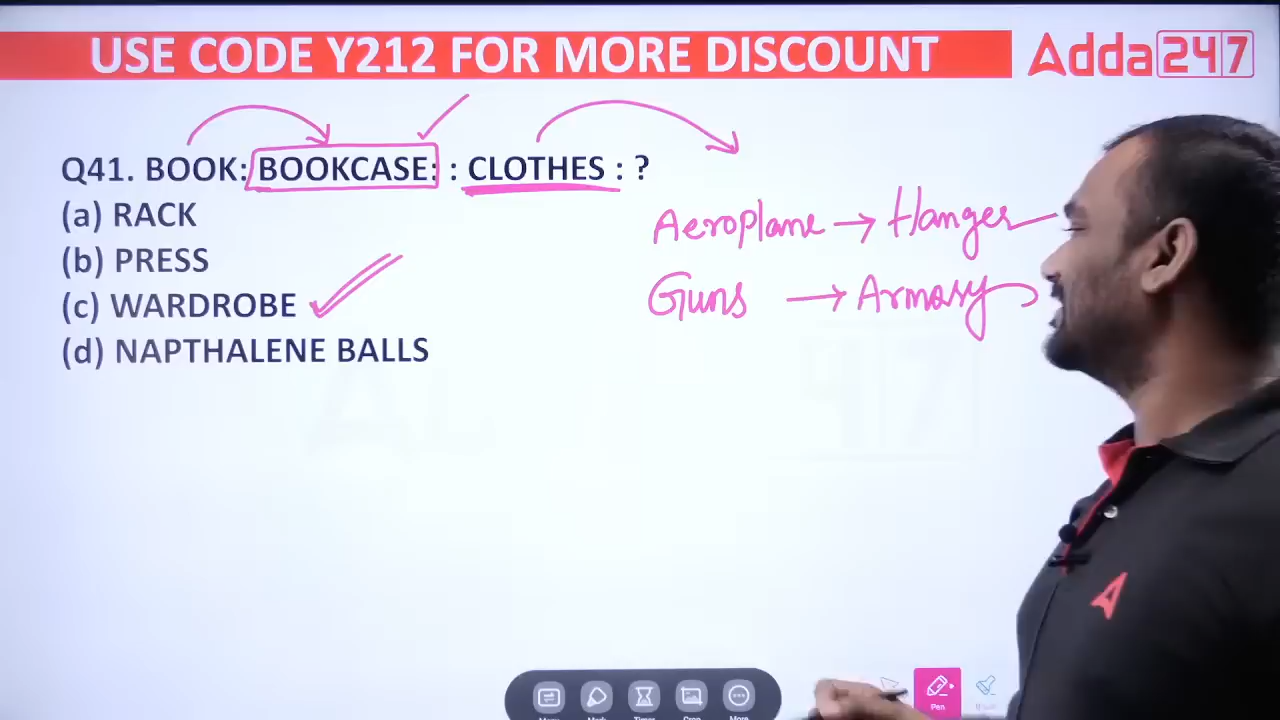 USE CODE Y212 FOR MORE DISCOUNT
Adda247
Q41. BOOK: BOOKCASE: : CLOTHES : ?
(a) RACK
(b) PRESS
(c) WARDROBE
(d) NAPTHALENE BALLS
Aeroplane → Hanger
Guns → Armory
Pen
More